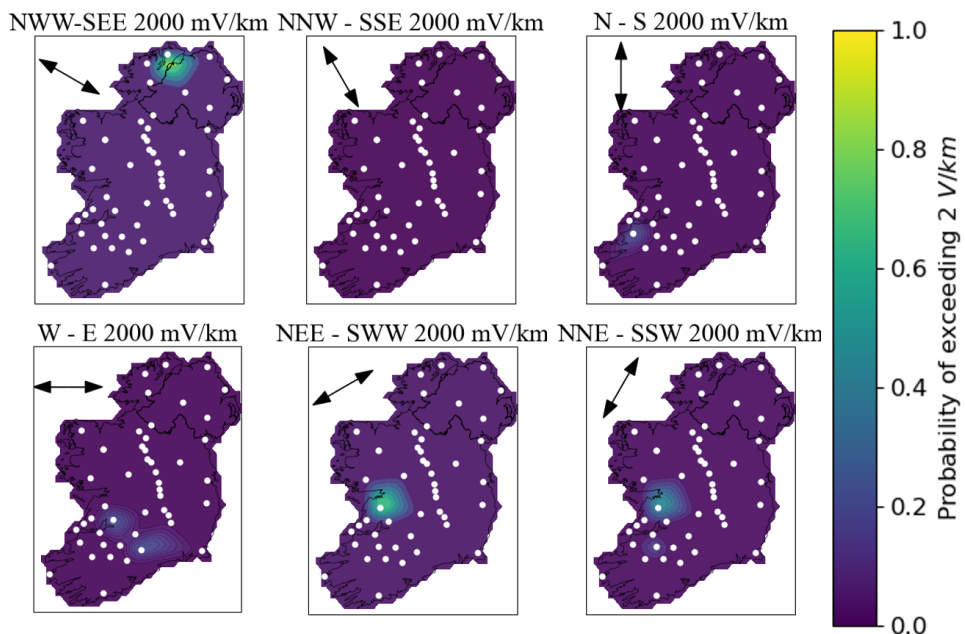 NWW-SEE 2000 mV/km
NNW - SSE 2000 mV/km
N - S 2000 mV/km
W - E 2000 mV/km
NEE - SWW 2000 mV/km
NNE - SSW 2000 mV/km
1.0
0.8
0.6
0.4
0.2
0.0
Probability of exceeding 2 V/km